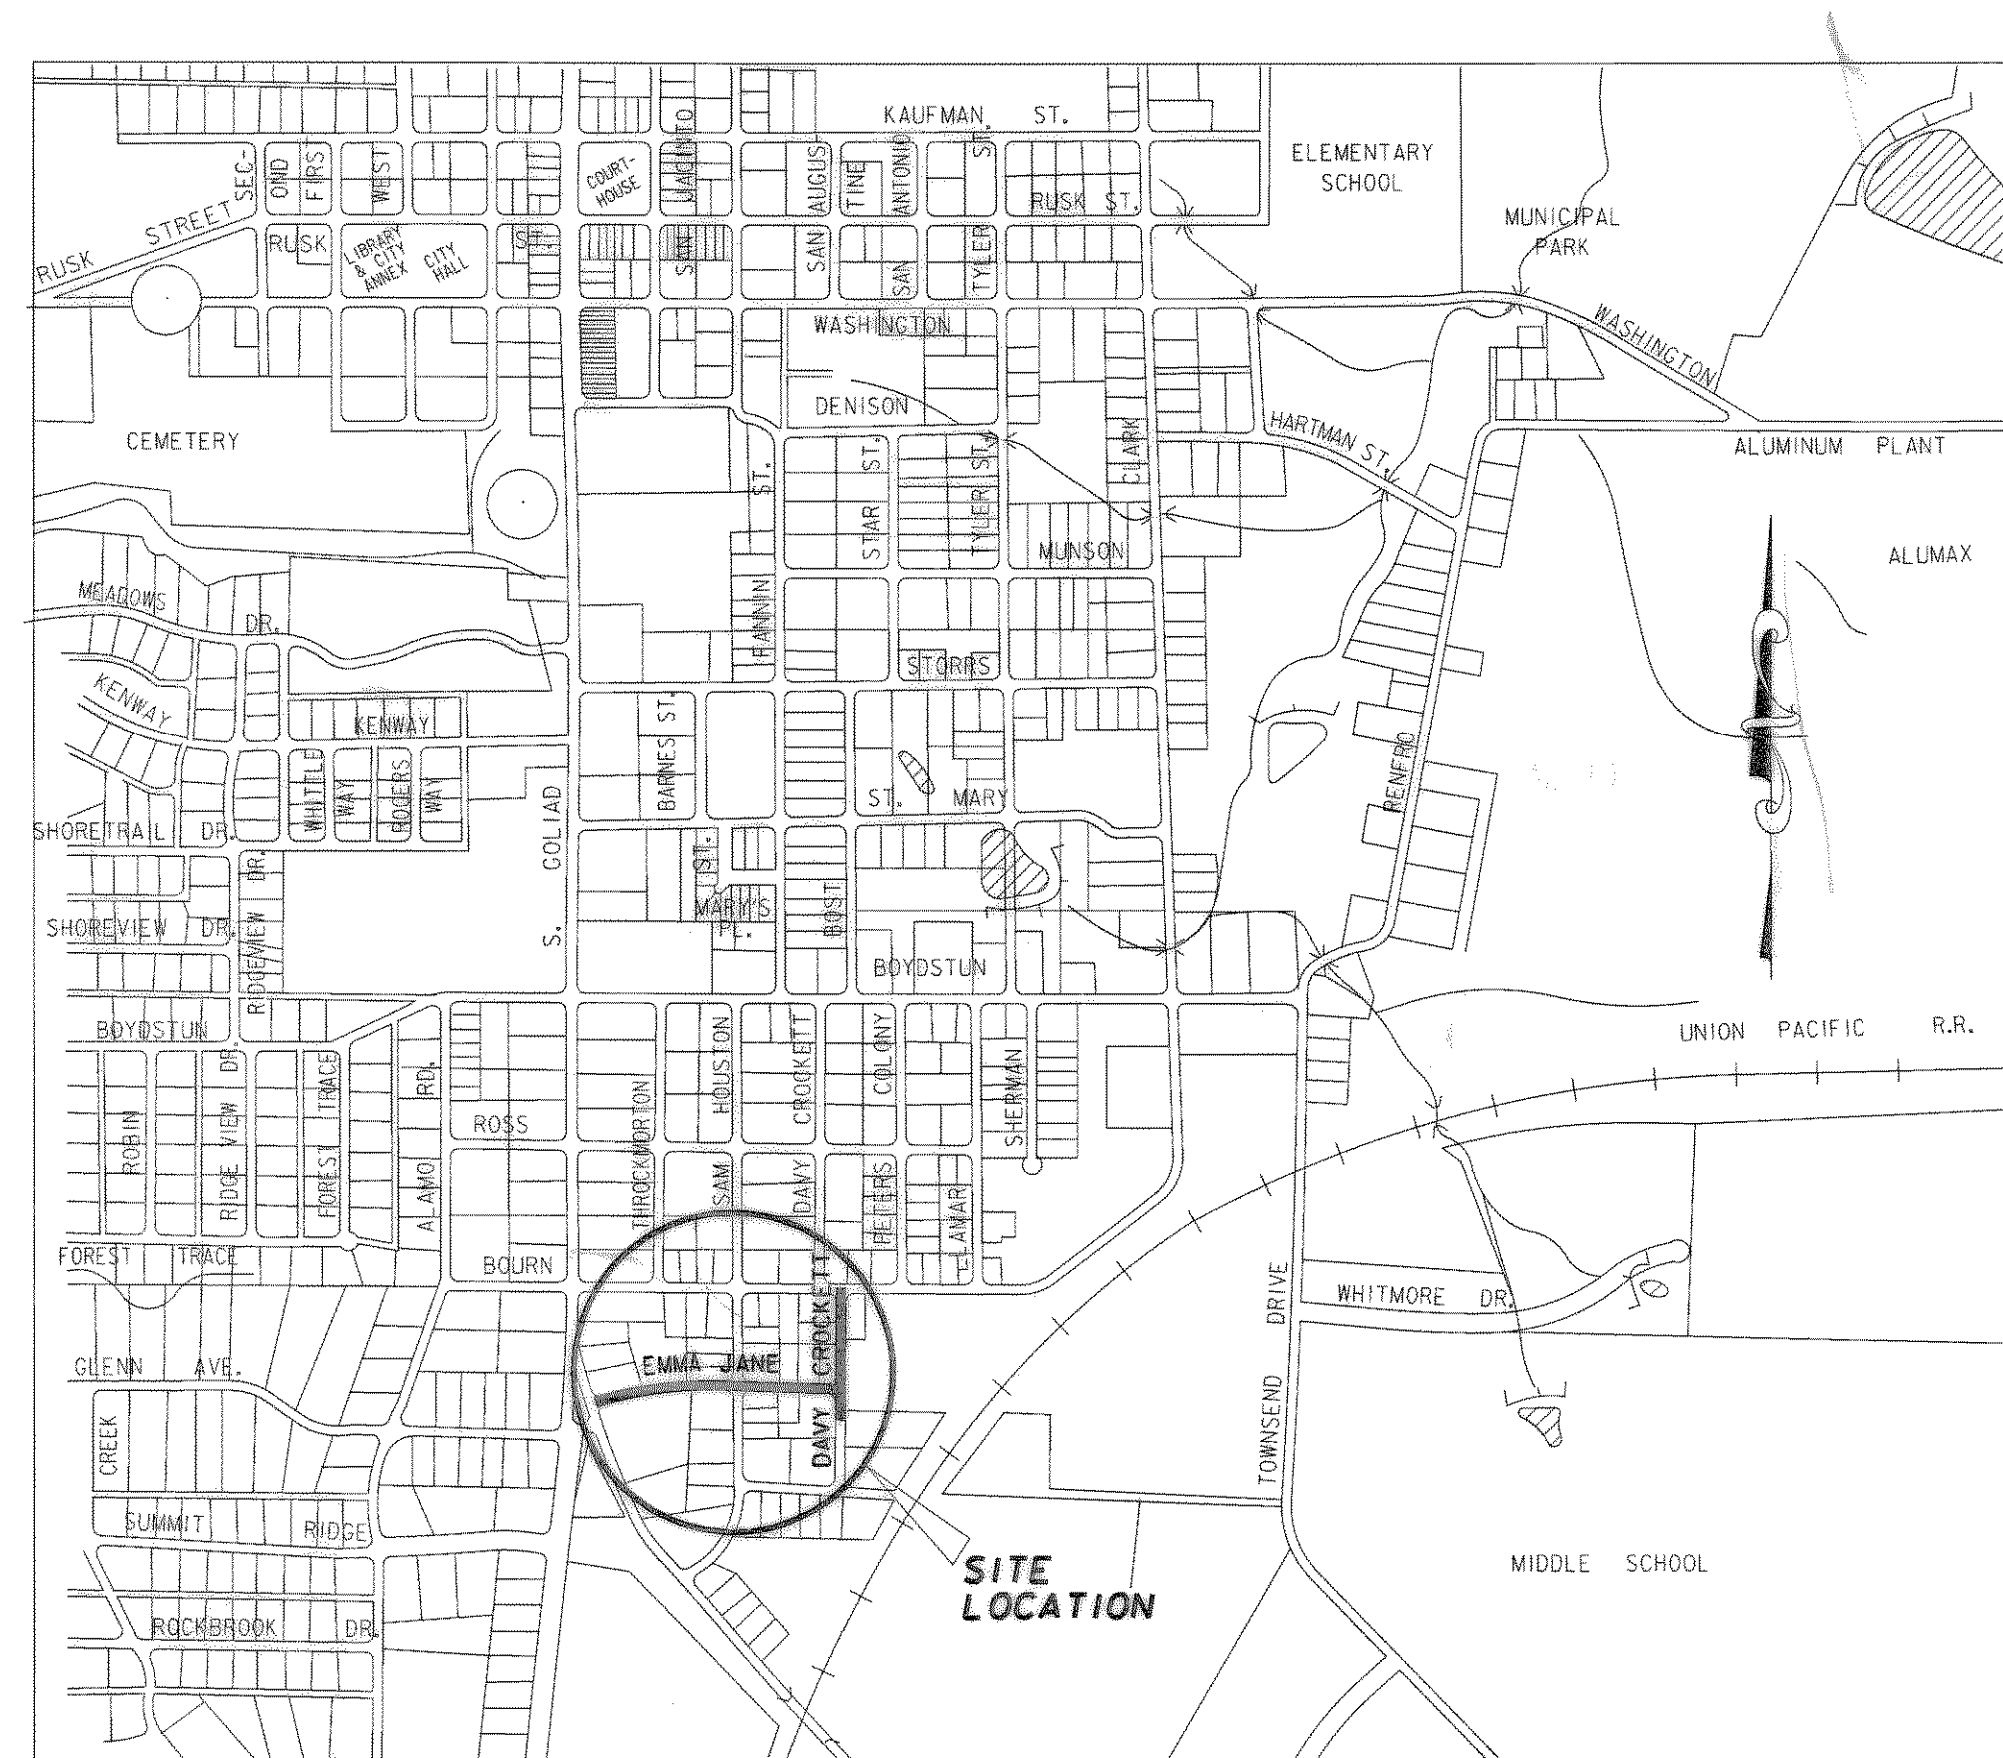 KAUFMAN ST.
ELEMENTARY
SCHOOL
SEC-
OND
FIRST
WEST
COURT-
HOUSE
SAN JACINTO
SAN AUGUS-
TINE
SAN ANTONIO
TYLER ST.
RUSK ST.
RUSK STREET
RUSK ST.
LIBRARY
& CITY
ANNEX
CITY
HALL
MUNICIPAL
PARK
WASHINGTON
WASHINGTON
DENISON
CEMETERY
HARTMAN ST.
CLARK
ALUMINUM PLANT
STAR ST.
TYLER ST.
FANNIN ST.
MUNSON
ALUMAX
MEADOWS DR.
STORRS
KENWAY
KENWAY
BARNES ST.
WHITTLE
WAY
ROGERS
WAY
RENFRO
ST. MARY
SHORETRAIL DR.
S. GOLIAD
ST.
MARY'S
PL.
BOST
SHOREVIEW DR.
RIDGEVIEW DR.
BOYDSTUN
BOYDSTUN
UNION PACIFIC R.R.
ROBIN
RIDGE VIEW DR.
FOREST TRACE
ALAMO RD.
ROSS
THROCKMORTON
SAM HOUSTON
DAVY CROCKETT
PETERS COLONY
LAMAR
SHERMAN
FOREST TRACE
BOURN
TOWNSEND DRIVE
WHITMORE DR.
EMMA JANE
DAVY CROCKETT
GLENN AVE.
CREEK
SUMMIT RIDGE
SITE
LOCATION
MIDDLE SCHOOL
ROCKBROOK DR.